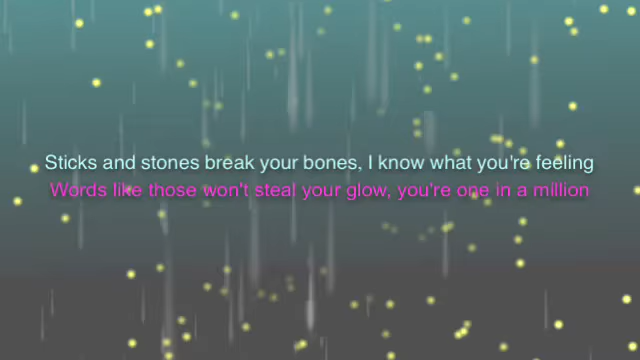 Sticks and stones break your bones, I know what you're feeling
Words like those won't steal your glow, you're one in a million